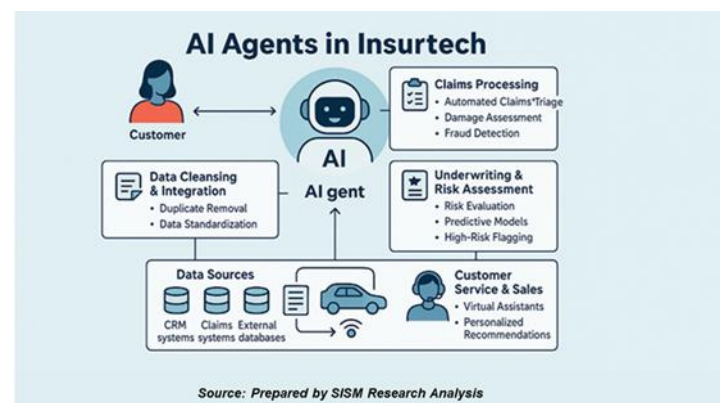 AI Agents in Insurtech
Customer
AI
AI gent
Claims Processing
• Automated Claims*Triage
• Damage Assessment
• Fraud Detection
Data Cleansing
& Integration
• Duplicate Removal
• Data Standardization
Underwriting &
Risk Assessment
• Risk Evaluation
• Predictive Models
• High-Risk Flagging
Data Sources
CRM
systems
Claims
systems
External
databases
Customer
Service & Sales
• Virtual Assistants
• Personalized
Recommendations
Source: Prepared by SISM Research Analysis